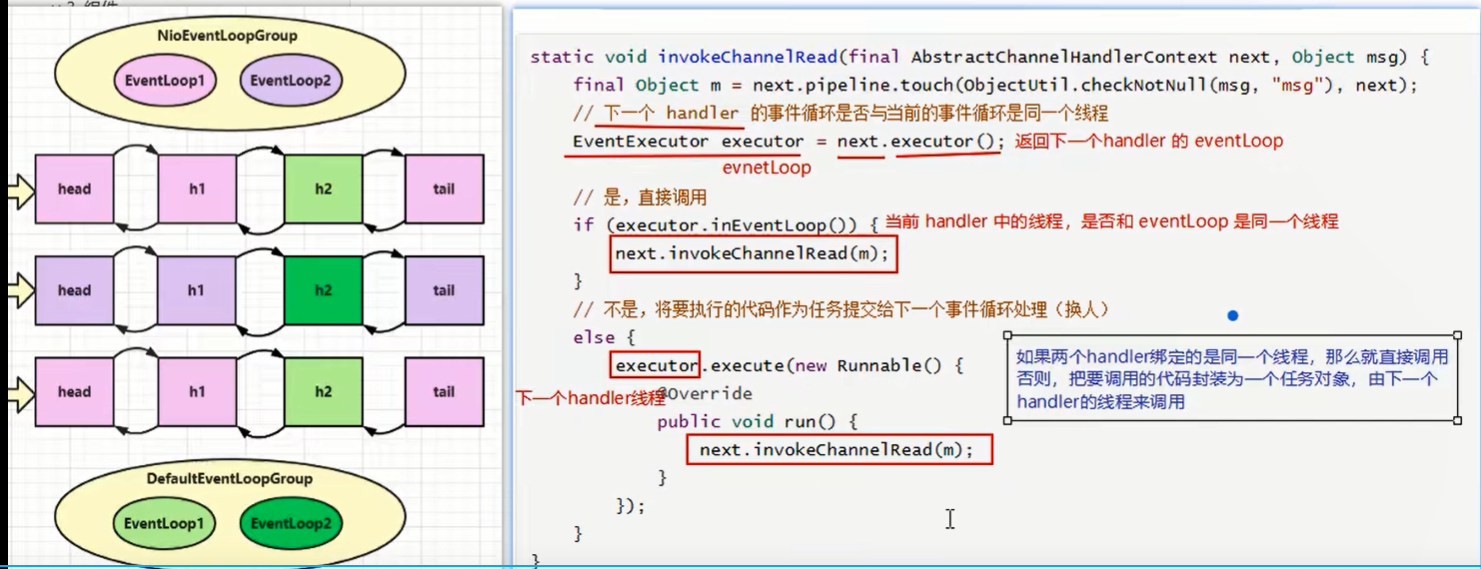 NioEventLoopGroup
EventLoop1
EventLoop2
head
h1
h2
tail
head
h1
h2
tail
head
h1
h2
tail
DefaultEventLoopGroup
EventLoop1
EventLoop2
static void invokeChannelRead(final AbstractChannelHandlerContext next, Object msg) {
final Object m = next.pipeline.touch(ObjectUtil.checkNotNull(msg, "msg"), next);
// 下一个 handler 的事件循环是否与当前的事件循环是同一个线程
EventExecutor executor = next.executor(); 返回下一个handler 的 eventLoop
evnetLoop
// 是，直接调用
if (executor.inEventLoop()) { 当前 handler 中的线程，是否和 eventLoop 是同一个线程
next.invokeChannelRead(m);
}
// 不是，将要执行的代码作为任务提交给下一个事件循环处理（换人）
else {
executor.execute(new Runnable() {
下一个handler线程
@Override
public void run() {
next.invokeChannelRead(m);
}
});
}
}
如果两个handler绑定的是同一个线程，那么就直接调用
否则，把要调用的代码封装为一个任务对象，由下一个
handler的线程来调用